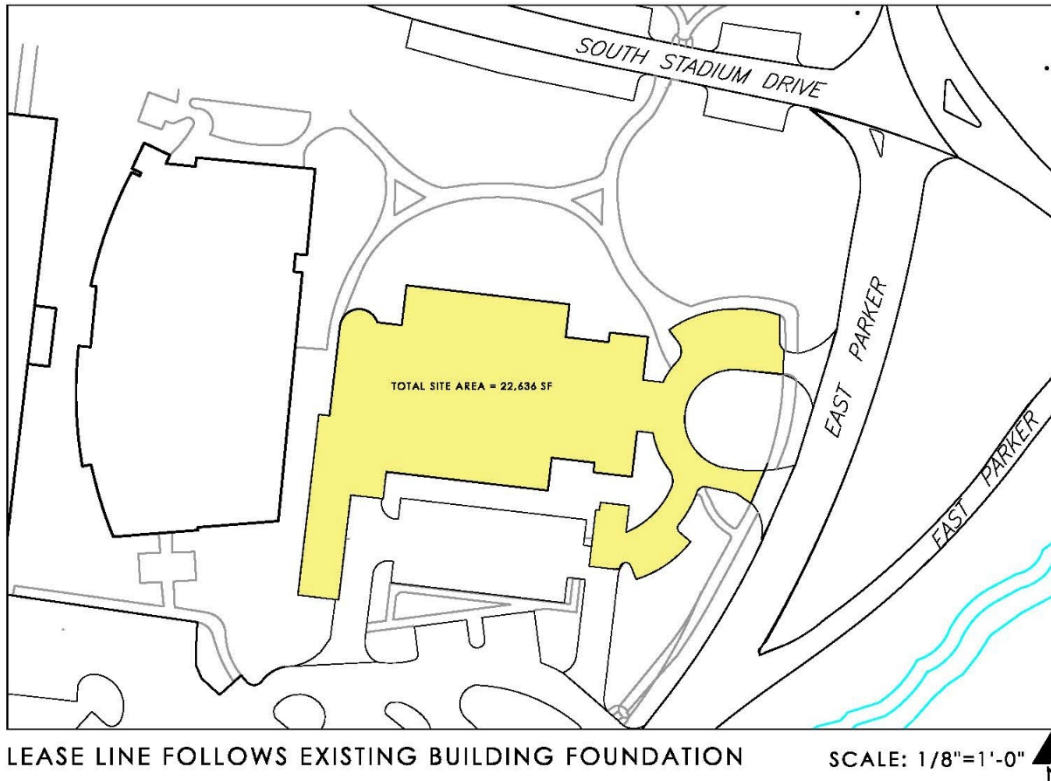 SOUTH STADIUM DRIVE
TOTAL SITE AREA = 22,636 SF
EAST PARKER
EAST PARKER
LEASE LINE FOLLOWS EXISTING BUILDING FOUNDATION
SCALE: 1/8"=1'-0"